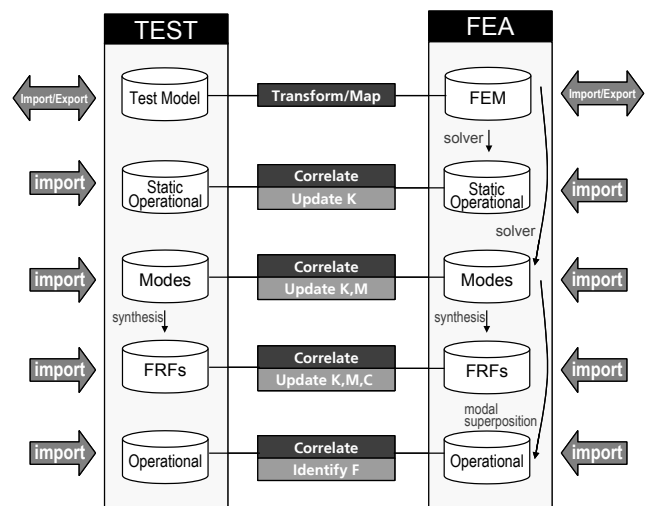 TEST
FEA
Import/Export
Test Model
Transform/Map
FEM
Import/Export
solver
import
Static
Operational
Correlate
Update K
Static
Operational
import
solver
import
Modes
Correlate
Update K,M
Modes
import
synthesis
synthesis
import
FRFs
Correlate
Update K,M,C
FRFs
import
modal
superposition
import
Operational
Correlate
Identify F
Operational
import